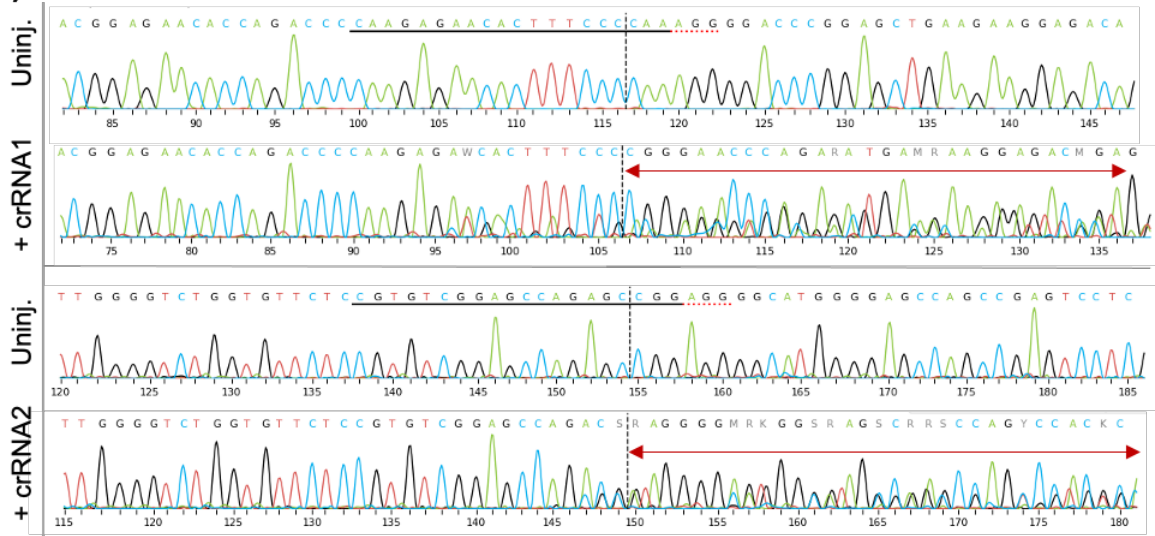 Uninj.
A C G G A G A A C A C C A G A C C C C A A G A G A A C A C T T T C C C C A A A G G G G A C C C G G A G C T G A A G A A G G A G A C A
85 90 95 100 105 110 115 120 125 130 135 140 145
+ crRNA1
A C G G A G A A C A C C A G A C C C C A A G A G A W C A C T T T C C C C G G G A A C C C A G A R A T G A M R A A G G A G A C M G A G
75 80 85 90 95 100 105 110 115 120 125 130 135
Uninj.
T T G G G G T C T G G T G T T C T C C G T G T C G G A G C C A G A G C C G G A G G G G C A T G G G G A G C C A G C C G A G T C C T C
120 125 130 135 140 145 150 155 160 165 170 175 180 185
+ crRNA2
T T G G G G T C T G G T G T T C T C C G T G T C G G A G C C A G A C S R A G G G G M R K G G S R A G S C R R S C C A G Y C C A C K C
115 120 125 130 135 140 145 150 155 160 165 170 175 180